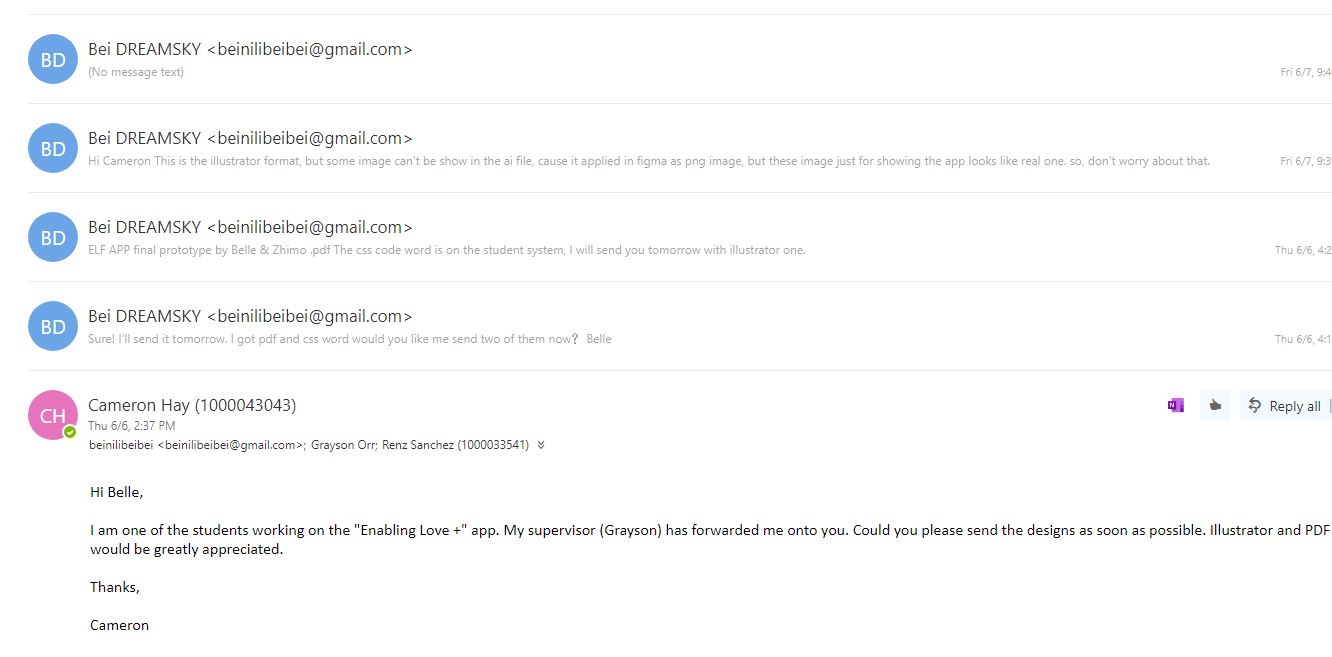 BD
Bei DREAMSKY <beinilibeibei@gmail.com>
(No message text)
Fri 6/7, 9:4
BD
Bei DREAMSKY <beinilibeibei@gmail.com>
Hi Cameron This is the illustrator format, but some image can't be show in the ai file, cause it applied in figma as png image, but these image just for showing the app looks like real one. so, don't worry about that.
Fri 6/7, 9:3
BD
Bei DREAMSKY <beinilibeibei@gmail.com>
ELF APP final prototype by Belle & Zhimo .pdf The css code word is on the student system, I will send you tomorrow with illustrator one.
Thu 6/6, 4:2
BD
Bei DREAMSKY <beinilibeibei@gmail.com>
Sure! I'll send it tomorrow. I got pdf and css word would you like me send two of them now? Belle
Thu 6/6, 4:1
CH
Cameron Hay (1000043043)
Reply all
Thu 6/6, 2:37 PM
beinilibeibei <beinilibeibei@gmail.com>; Grayson Orr; Renz Sanchez (1000033541)
Hi Belle,
I am one of the students working on the "Enabling Love +" app. My supervisor (Grayson) has forwarded me onto you. Could you please send the designs as soon as possible. Illustrator and PDF
would be greatly appreciated.
Thanks,
Cameron